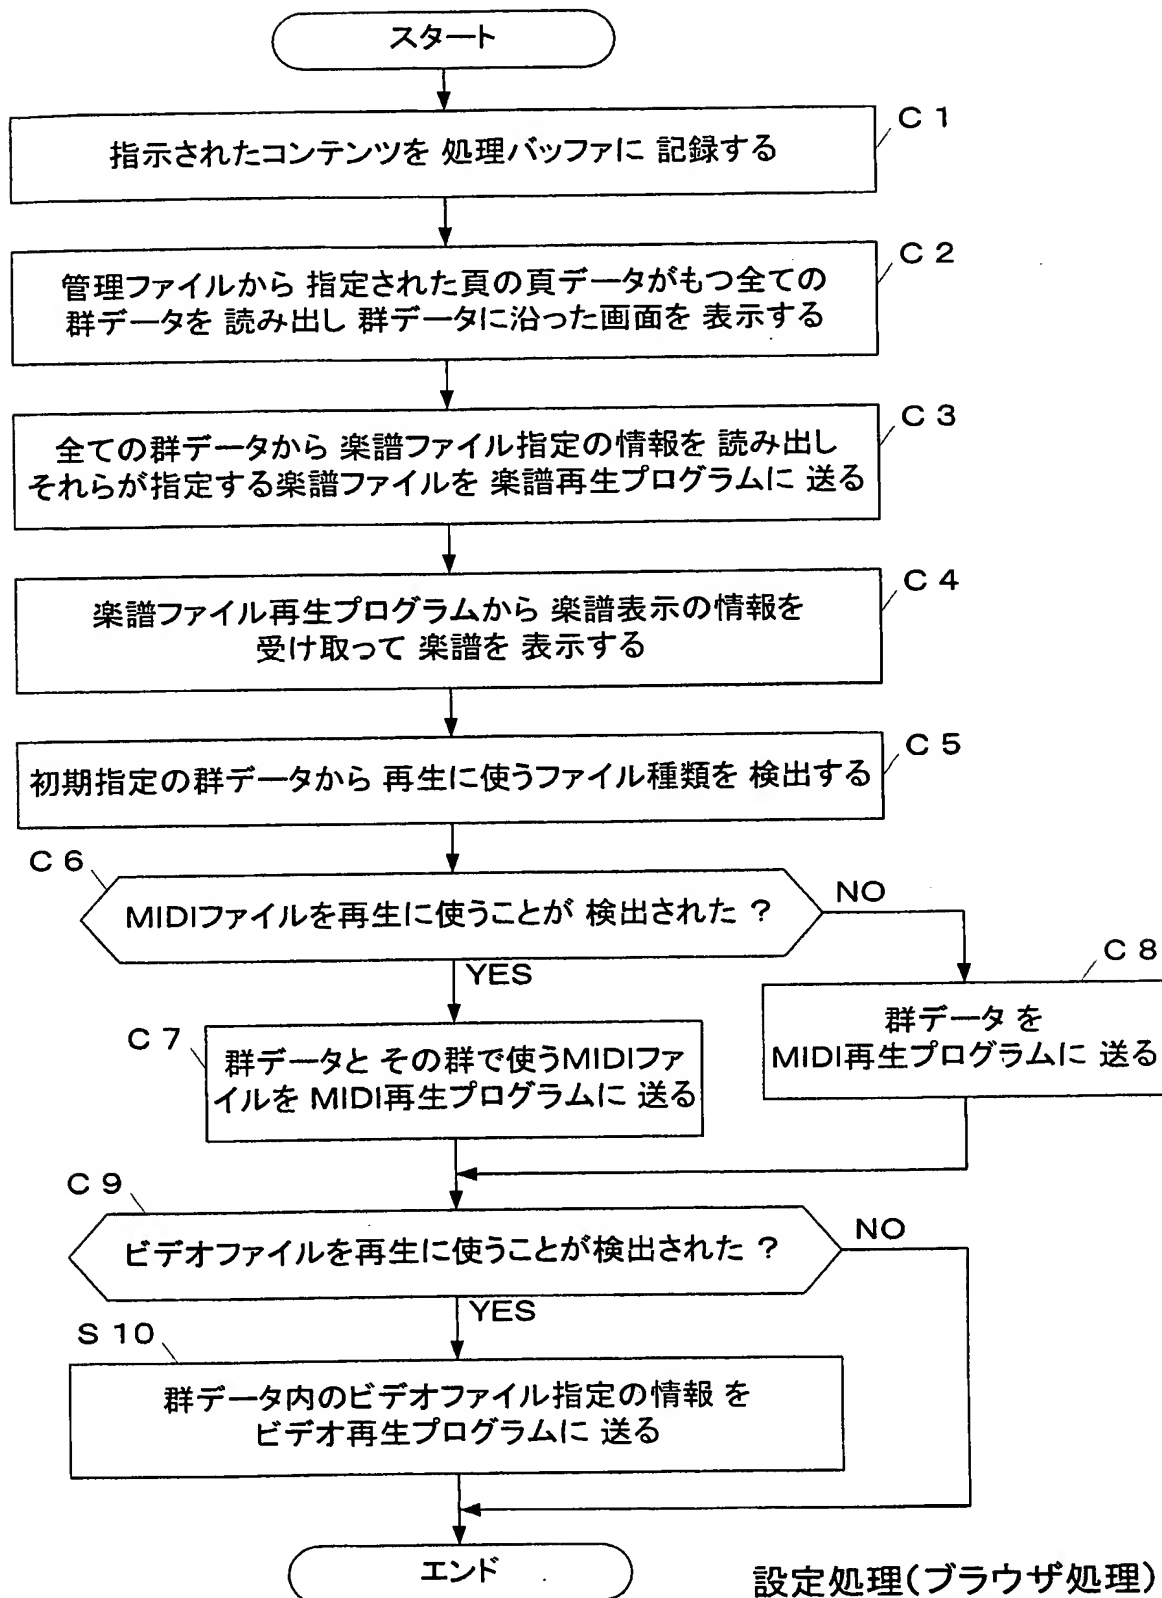 スタート
C1
指示されたコンテンツを 処理バッファに 記録する
C2
管理ファイルから 指定された頁の頁データがもつ全ての
群データを 読み出し 群データに沿った画面を 表示する
C3
全ての群データから 楽譜ファイル指定の情報を 読み出し
それらが指定する楽譜ファイルを 楽譜再生プログラムに 送る
C4
楽譜ファイル再生プログラムから 楽譜表示の情報を
受け取って 楽譜を 表示する
C5
初期指定の群データから 再生に使うファイル種類を 検出する
C6
MIDIファイルを再生に使うことが 検出された ?
NO
YES
C7
群データと その群で使うMIDIファ
イルを MIDI再生プログラムに 送る
C8
群データ を
MIDI再生プログラムに 送る
C9
ビデオファイルを再生に使うことが検出された ?
NO
YES
S10
群データ内のビデオファイル指定の情報 を
ビデオ再生プログラムに 送る
エンド
設定処理(ブラウザ処理)